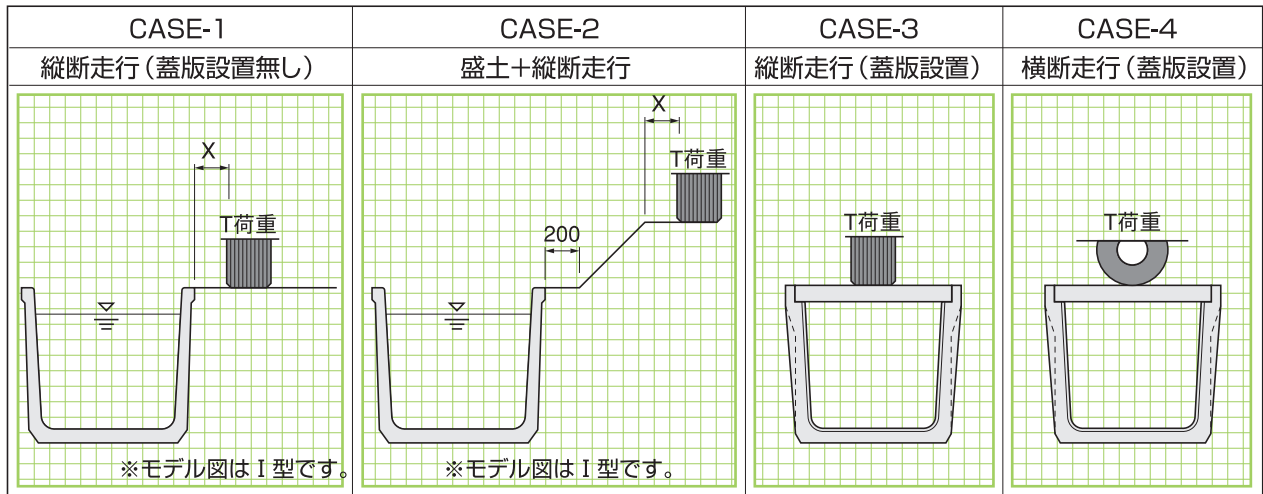 CASE-1
縦断走行(蓋版設置無し)
X
T荷重
※モデル図はⅠ型です。
CASE-2
盛土+縦断走行
X
T荷重
200
※モデル図はⅠ型です。
CASE-3
縦断走行(蓋版設置)
T荷重
CASE-4
横断走行(蓋版設置)
T荷重